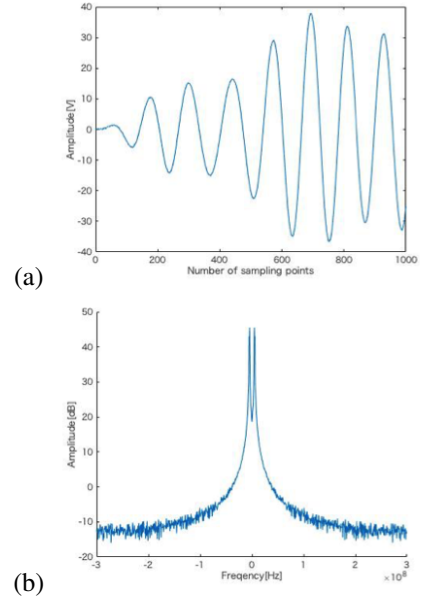 40
30
20
10
0
-10
-20
-30
-40
Amplitude[V]
0 200 400 600 800 1000
Number of sampling points
(a)
50
40
30
20
10
0
-10
-20
Amplitude[dB]
-3 -2 -1 0 1 2 3
×10⁸
Freqency[Hz]
(b)